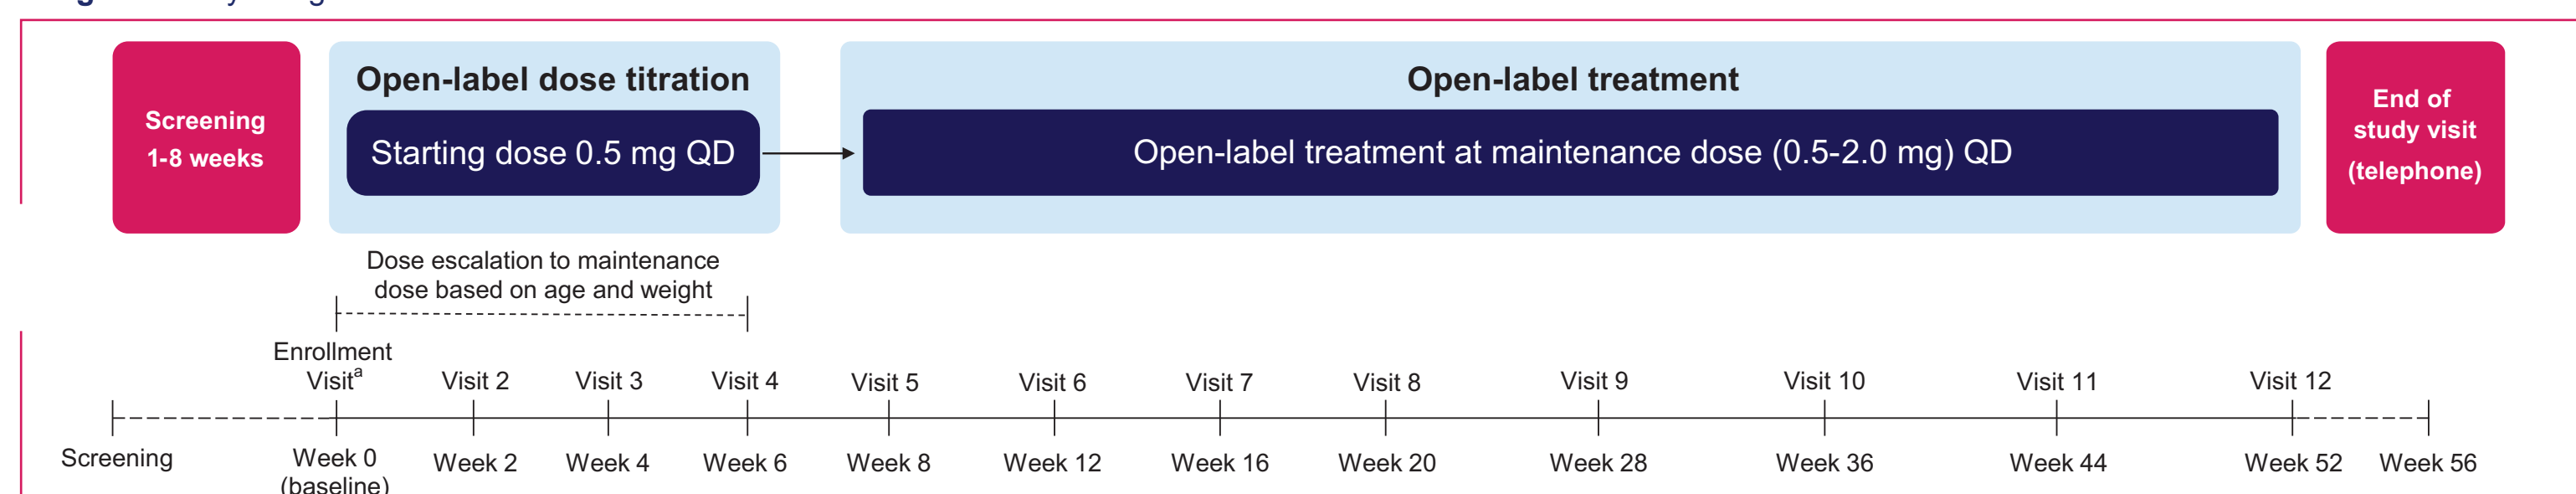 Open-label dose titration
Open-label treatment
Screening
1-8 weeks
Starting dose 0.5 mg QD
Open-label treatment at maintenance dose (0.5-2.0 mg) QD
End of
study visit
(telephone)
Dose escalation to maintenance
dose based on age and weight
Enrollment
Visitᵃ
Visit 2
Visit 3
Visit 4
Visit 5
Visit 6
Visit 7
Visit 8
Visit 9
Visit 10
Visit 11
Visit 12
Screening
Week 0
(baseline)
Week 2
Week 4
Week 6
Week 8
Week 12
Week 16
Week 20
Week 28
Week 36
Week 44
Week 52
Week 56